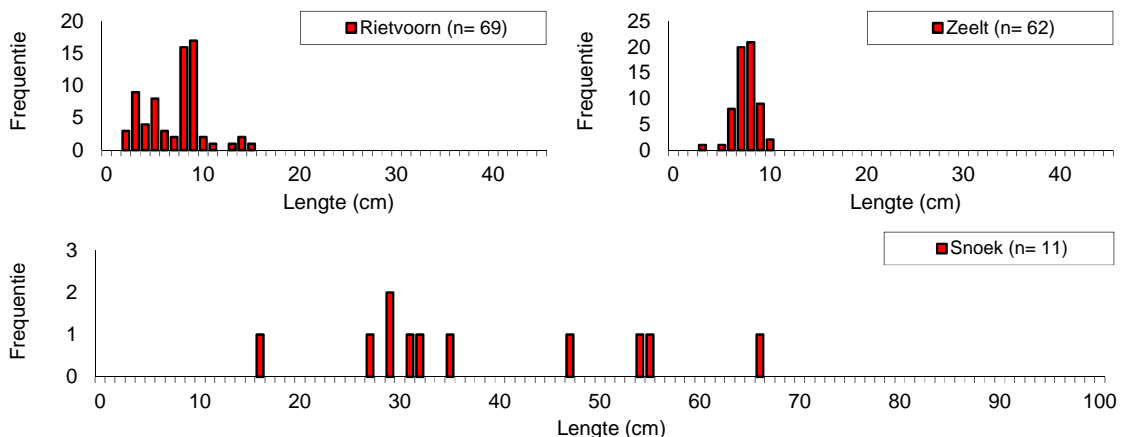 Rietvoorn (n= 69)
Frequentie
20
15
10
5
0
0 10 20 30 40
Lengte (cm)
Zeelt (n= 62)
Frequentie
25
20
15
10
5
0
0 10 20 30 40
Lengte (cm)
Snoek (n= 11)
Frequentie
3
2
1
0
0 10 20 30 40 50 60 70 80 90 100
Lengte (cm)